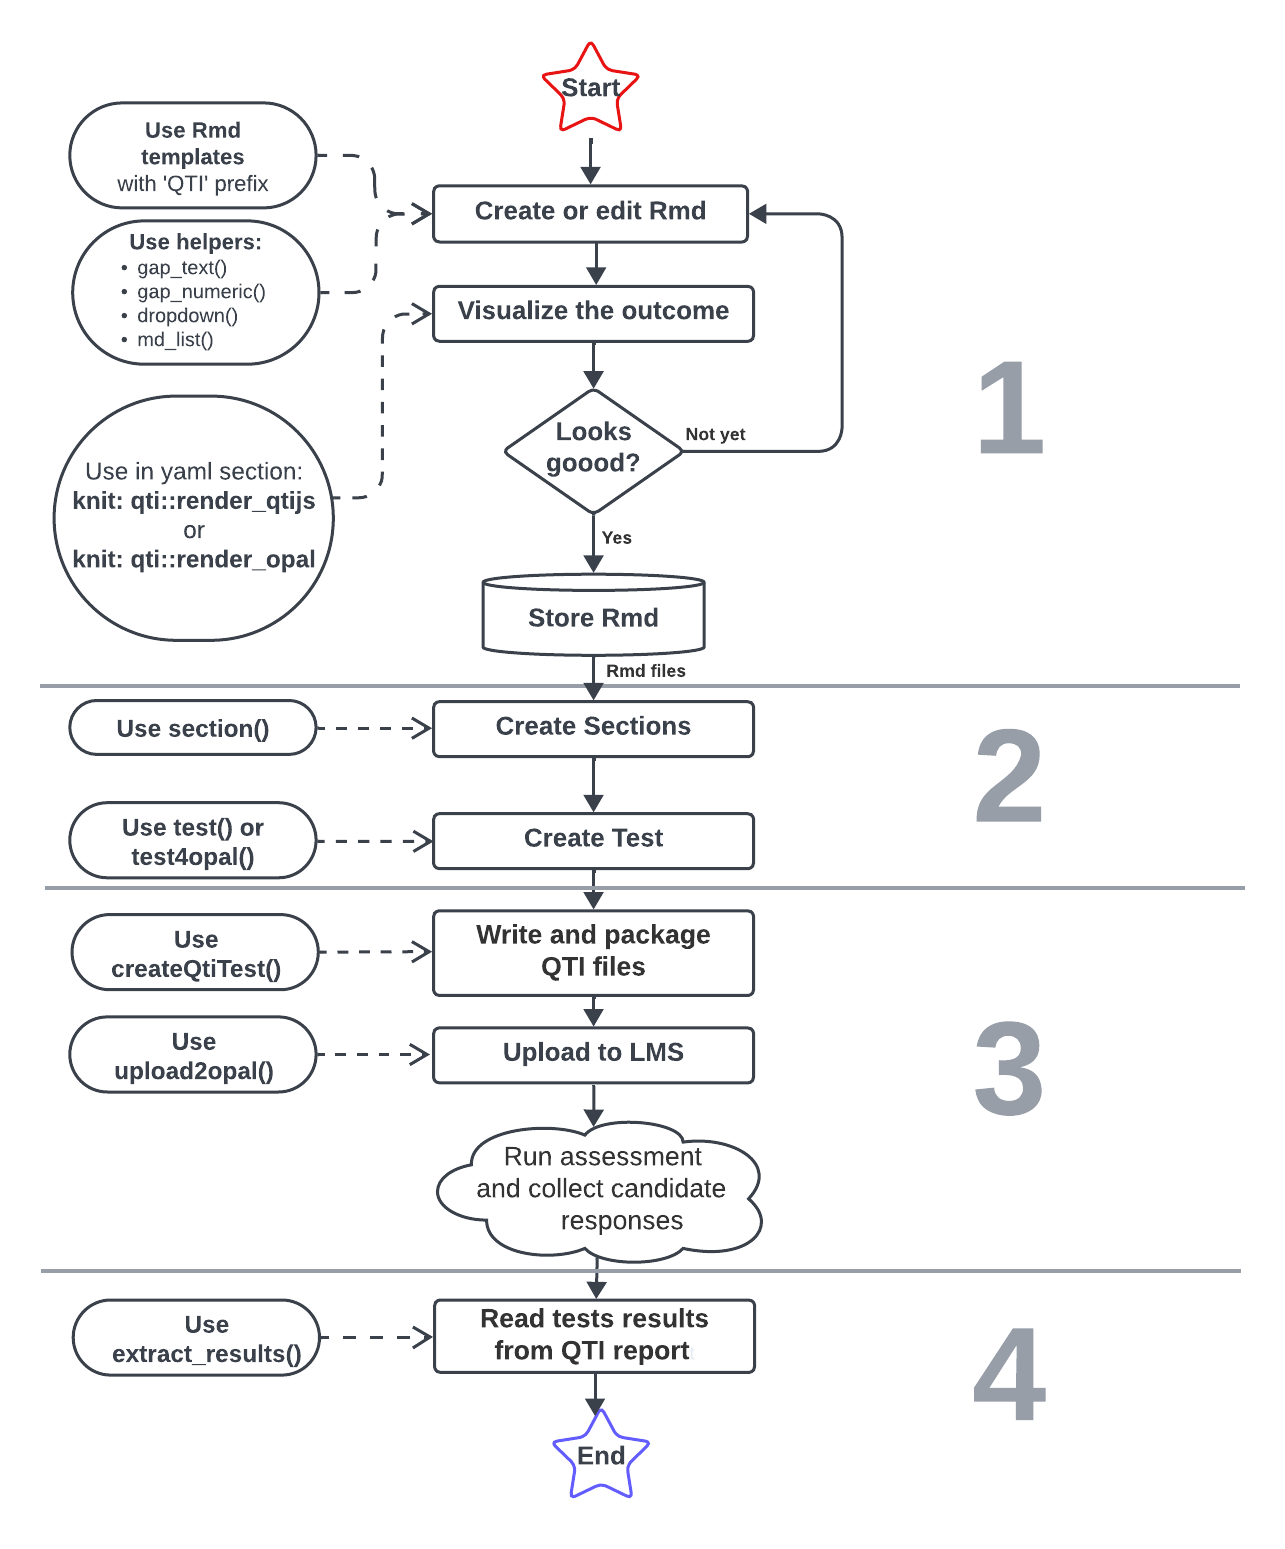 Start
Use Rmd
templates
with 'QTI' prefix
Create or edit Rmd
Use helpers:
• gap_text()
• gap_numeric()
• dropdown()
• md_list()
Visualize the outcome
1
Looks
goood?
Not yet
Use in yaml section:
knit: qti::render_qtijs
or
knit: qti::render_opal
Yes
Store Rmd
Rmd files
Use section()
Create Sections
2
Use test() or
test4opal()
Create Test
Use
createQtiTest()
Write and package
QTI files
3
Use
upload2opal()
Upload to LMS
Run assessment
and collect candidate
responses
Use
extract_results()
Read tests results
from QTI report
4
End